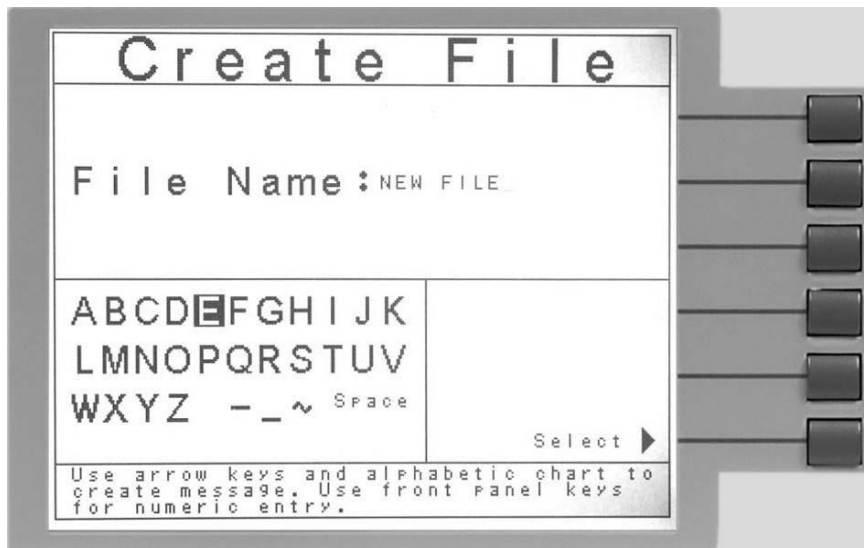 Create File
File Name:NEW FILE_
ABCDEFGHIJK
LMNOPQRSTUV
WXYZ -_~ Space
Select ▶
Use arrow keys and alphabetic chart to
create message. Use front panel keys
for numeric entry.